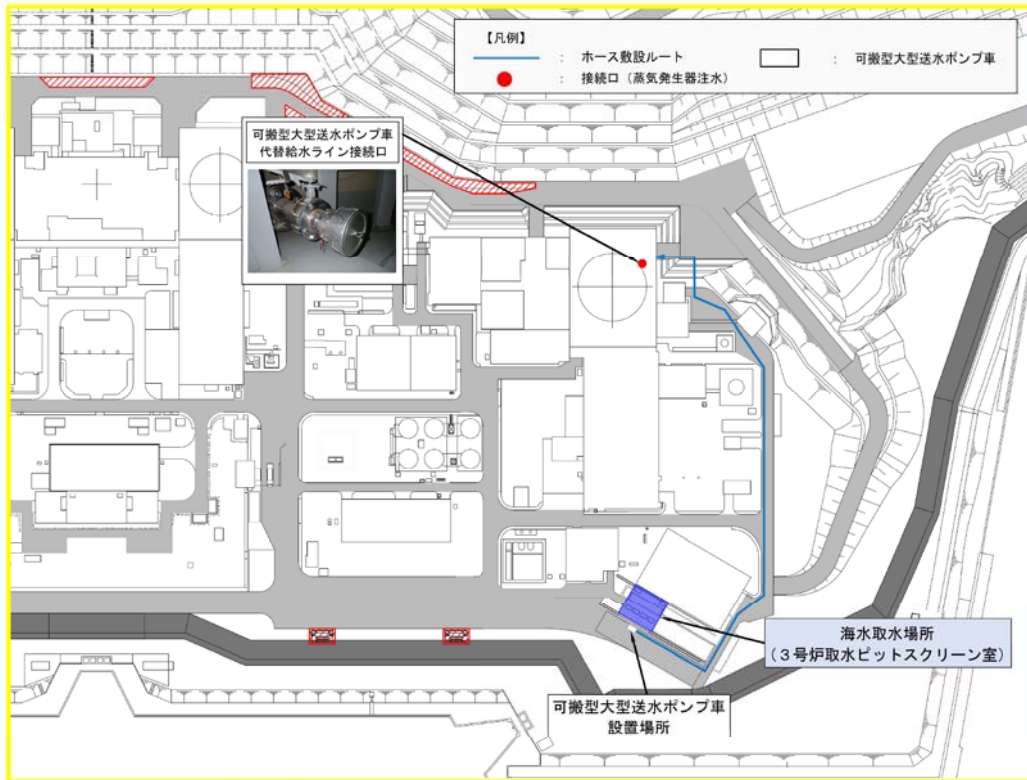 【凡例】
： ホース敷設ルート
： 可搬型大型送水ポンプ車
： 接続口（蒸気発生器注水）
可搬型大型送水ポンプ車
代替給水ライン接続口
海水取水場所
（３号炉取水ピットスクリーン室）
可搬型大型送水ポンプ車
設置場所